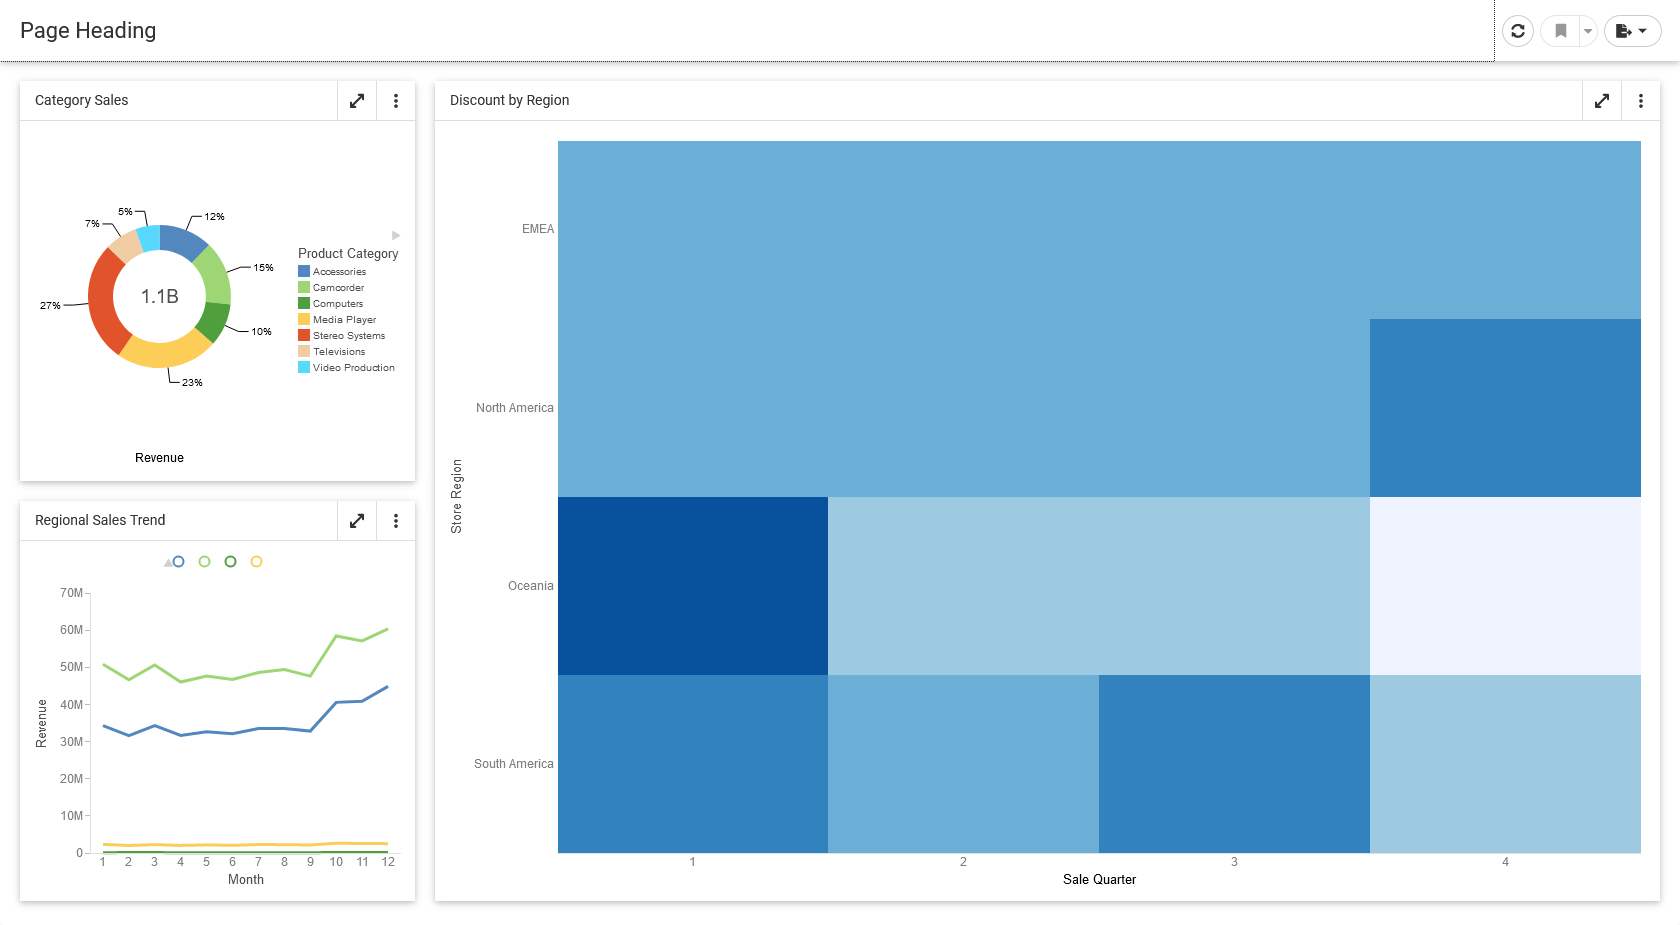 Page Heading
Category Sales
5%
12%
7%
15%
27%
1.1B
10%
23%
Product Category
Accessories
Camcorder
Computers
Media Player
Stereo Systems
Televisions
Video Production
Revenue
Regional Sales Trend
70M
60M
50M
40M
30M
20M
10M
0
Revenue
1 2 3 4 5 6 7 8 9 10 11 12
Month
Discount by Region
EMEA
North America
Oceania
South America
Store Region
1 2 3 4
Sale Quarter